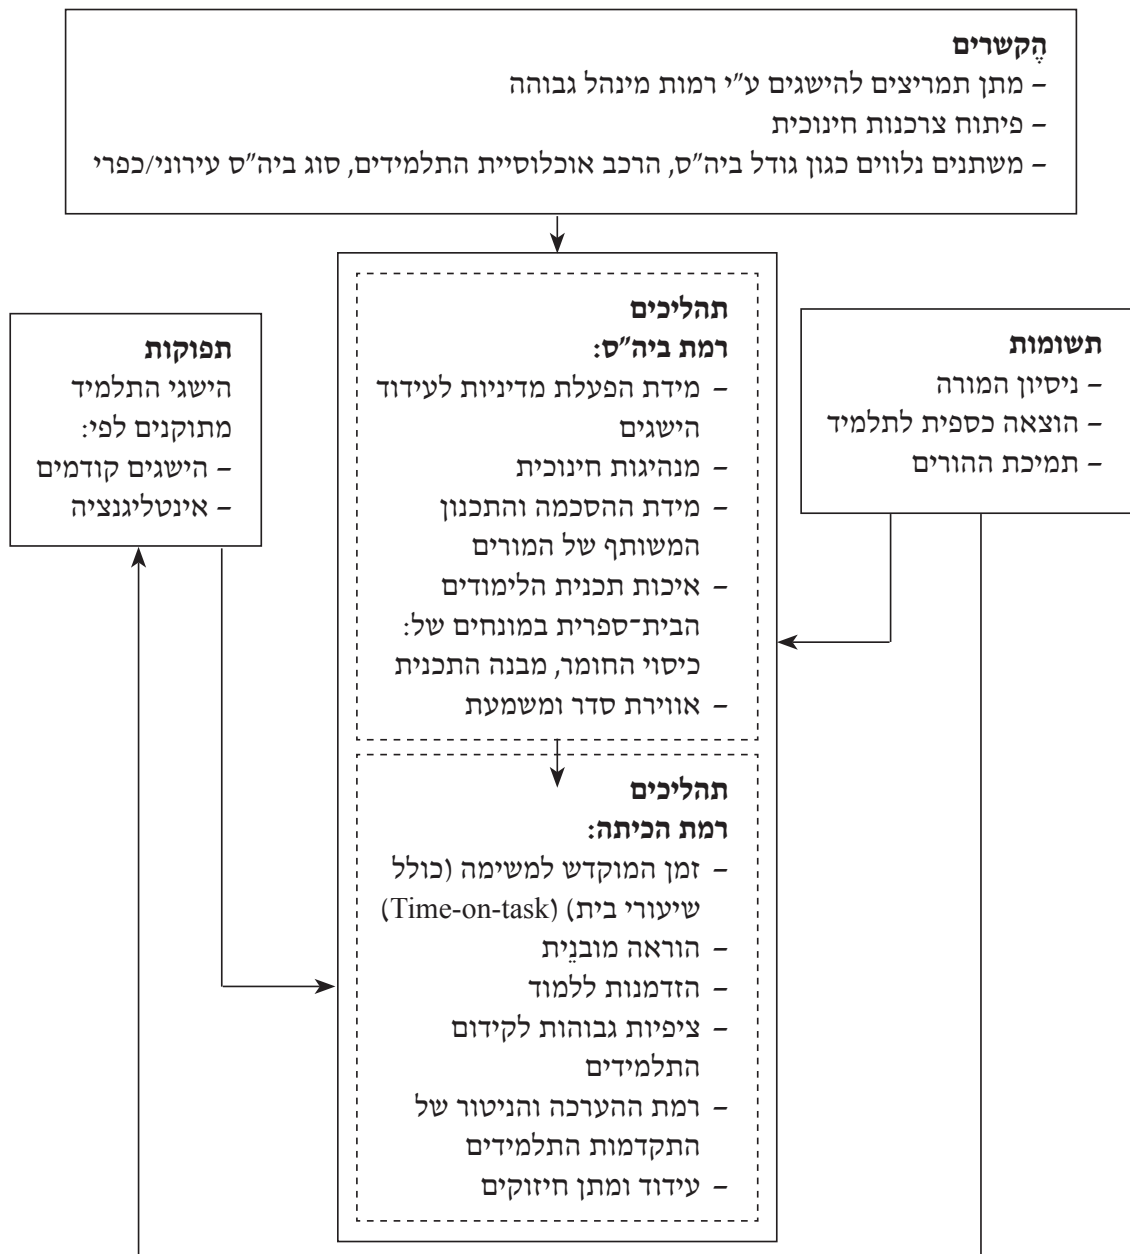 הֶקשרים
– מתן תמריצים להישגים ע״י רמות מינהל גבוהה
– פיתוח צרכנות חינוכית
– משתנים נלווים כגון גודל ביה״ס, הרכב אוכלוסיית התלמידים, סוג ביה״ס עירוני/כפרי
תשומות
– ניסיון המורה
– הוצאה כספית לתלמיד
– תמיכת ההורים
תהליכים
רמת ביה״ס:
– מידת הפעלת מדיניות לעידוד
הישגים
– מנהיגות חינוכית
– מידת ההסכמה והתכנון
המשותף של המורים
– איכות תכנית הלימודים
הבית־ספרית במונחים של:
כיסוי החומר, מבנה התכנית
– אווירת סדר ומשמעת
תהליכים
רמת הכיתה:
– זמן המוקדש למשימה (כולל
שיעורי בית) (Time-on-task)
– הוראה מובנֵית
– הזדמנות ללמוד
– ציפיות גבוהות לקידום
התלמידים
– רמת ההערכה והניטור של
התקדמות התלמידים
– עידוד ומתן חיזוקים
תפוקות
הישגי התלמיד
מתוקנים לפי:
– הישגים קודמים
– אינטליגנציה